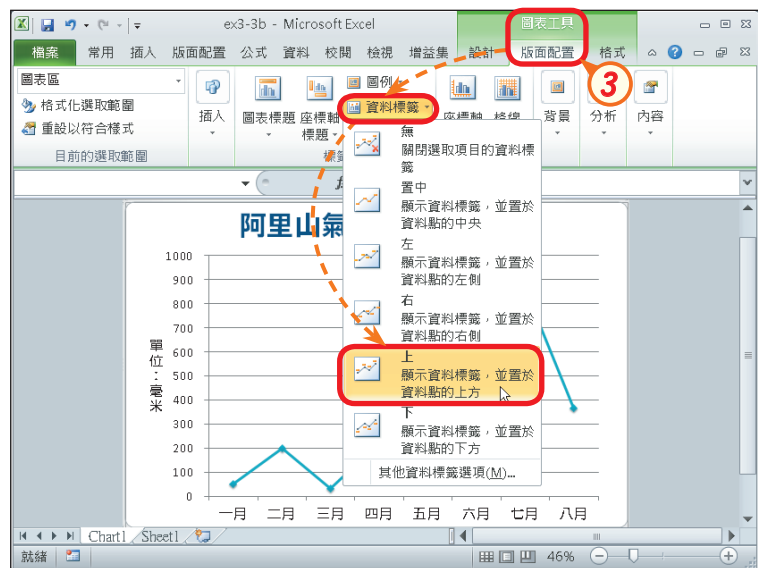 ex3-3b - Microsoft Excel
圖表工具
檔案 常用 插入 版面配置 公式 資料 校閱 檢視 增益集 設計 版面配置 格式
3
圖表區
格式化選取範圍
重設以符合樣式
目前的選取範圍
插入
圖表標題
座標軸
標題
圖例
資料標籤
座標軸 格線
背景
分析
內容
無
關閉選取項目的資料標
籤
置中
顯示資料標籤，並置於
資料點的中央
左
顯示資料標籤，並置於
資料點的左側
右
顯示資料標籤，並置於
資料點的右側
上
顯示資料標籤，並置於
資料點的上方
下
顯示資料標籤，並置於
資料點的下方
其他資料標籤選項(M)...
阿里山氣
單位：毫米
1000
900
800
700
600
500
400
300
200
100
0
一月 二月 三月 四月 五月 六月 七月 八月
Chart1 Sheet1
就緒
46%